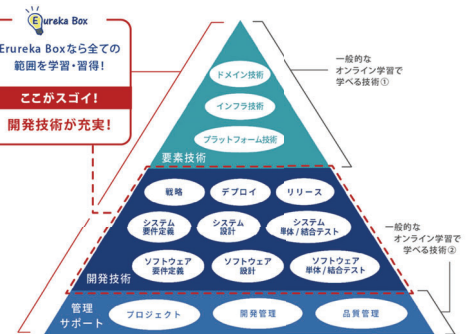 Eureka Box
Erureka Boxなら全ての
範囲を学習・習得!
ここがスゴイ!
開発技術が充実!
一般的な
オンライン学習で
学べる技術①
ドメイン技術
インフラ技術
プラットフォーム技術
要素技術
戦略
デプロイ
リリース
システム
要件定義
システム
設計
システム
単体/結合テスト
ソフトウェア
要件定義
ソフトウェア
設計
ソフトウェア
単体/結合テスト
開発技術
一般的な
オンライン学習で
学べる技術②
管理
サポート
プロジェクト
開発管理
品質管理